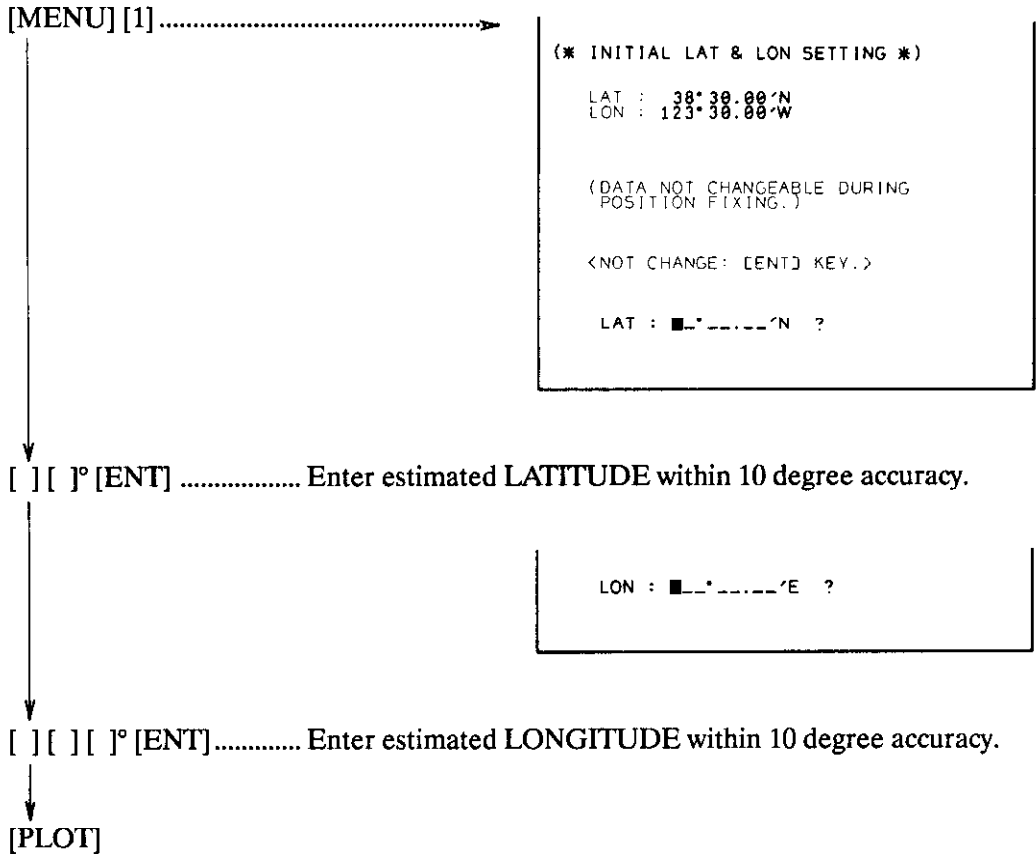 [MENU] [1] ................................................
(* INITIAL LAT & LON SETTING *)
LAT : 38°30.00'N
LON : 123°30.00'W
(DATA NOT CHANGEABLE DURING
POSITION FIXING.)
<NOT CHANGE: [ENT] KEY.>
LAT : ■_°__.__'N ?
[ ] [ ]° [ENT] .................. Enter estimated LATITUDE within 10 degree accuracy.
LON : ■__°__.__'E ?
[ ] [ ] [ ]° [ENT] ............. Enter estimated LONGITUDE within 10 degree accuracy.
[PLOT]